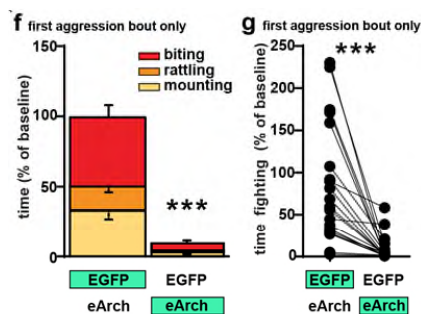 f first aggression bout only
time (% of baseline)
150
100
50
0
biting
rattling
mounting
***
EGFP EGFP
eArch eArch
g first aggression bout only
time fighting (% of baseline)
250
200
150
100
50
0
***
EGFP EGFP
eArch eArch